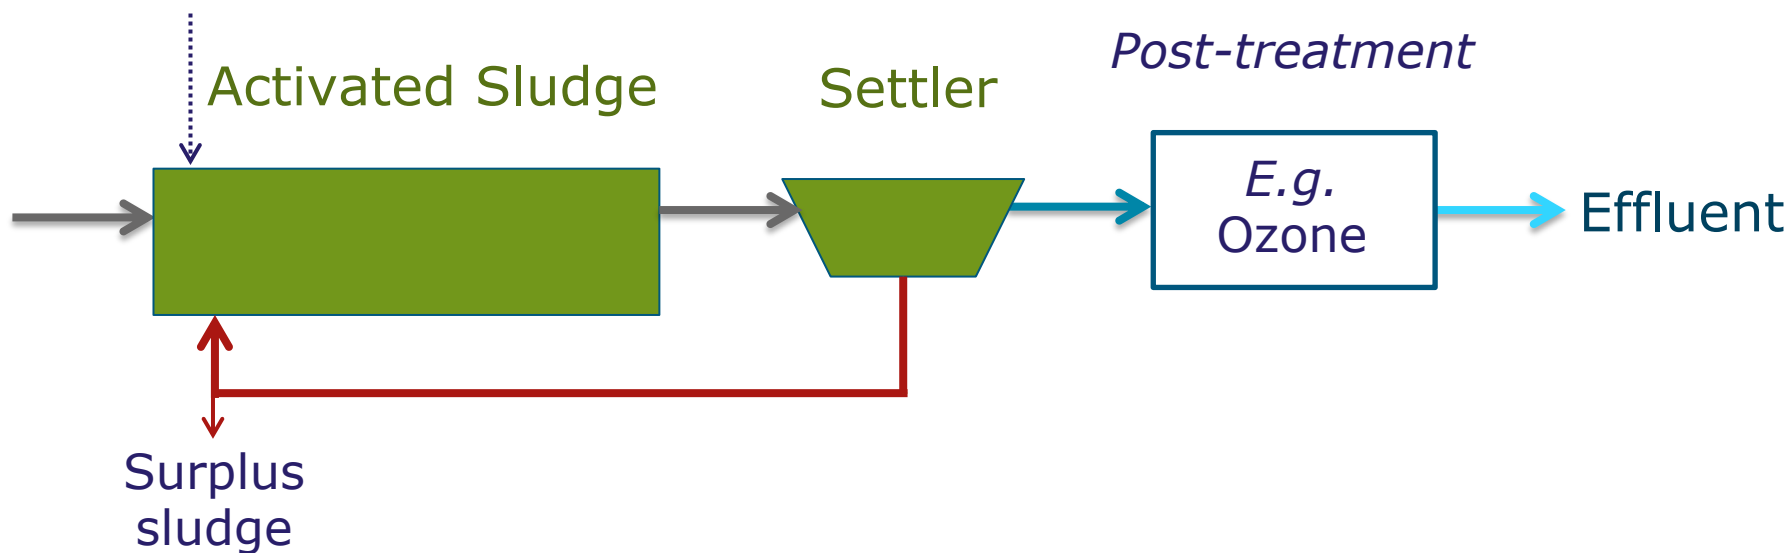 Activated Sludge
Settler
Post-treatment
E.g.
Ozone
Effluent
Surplus
sludge